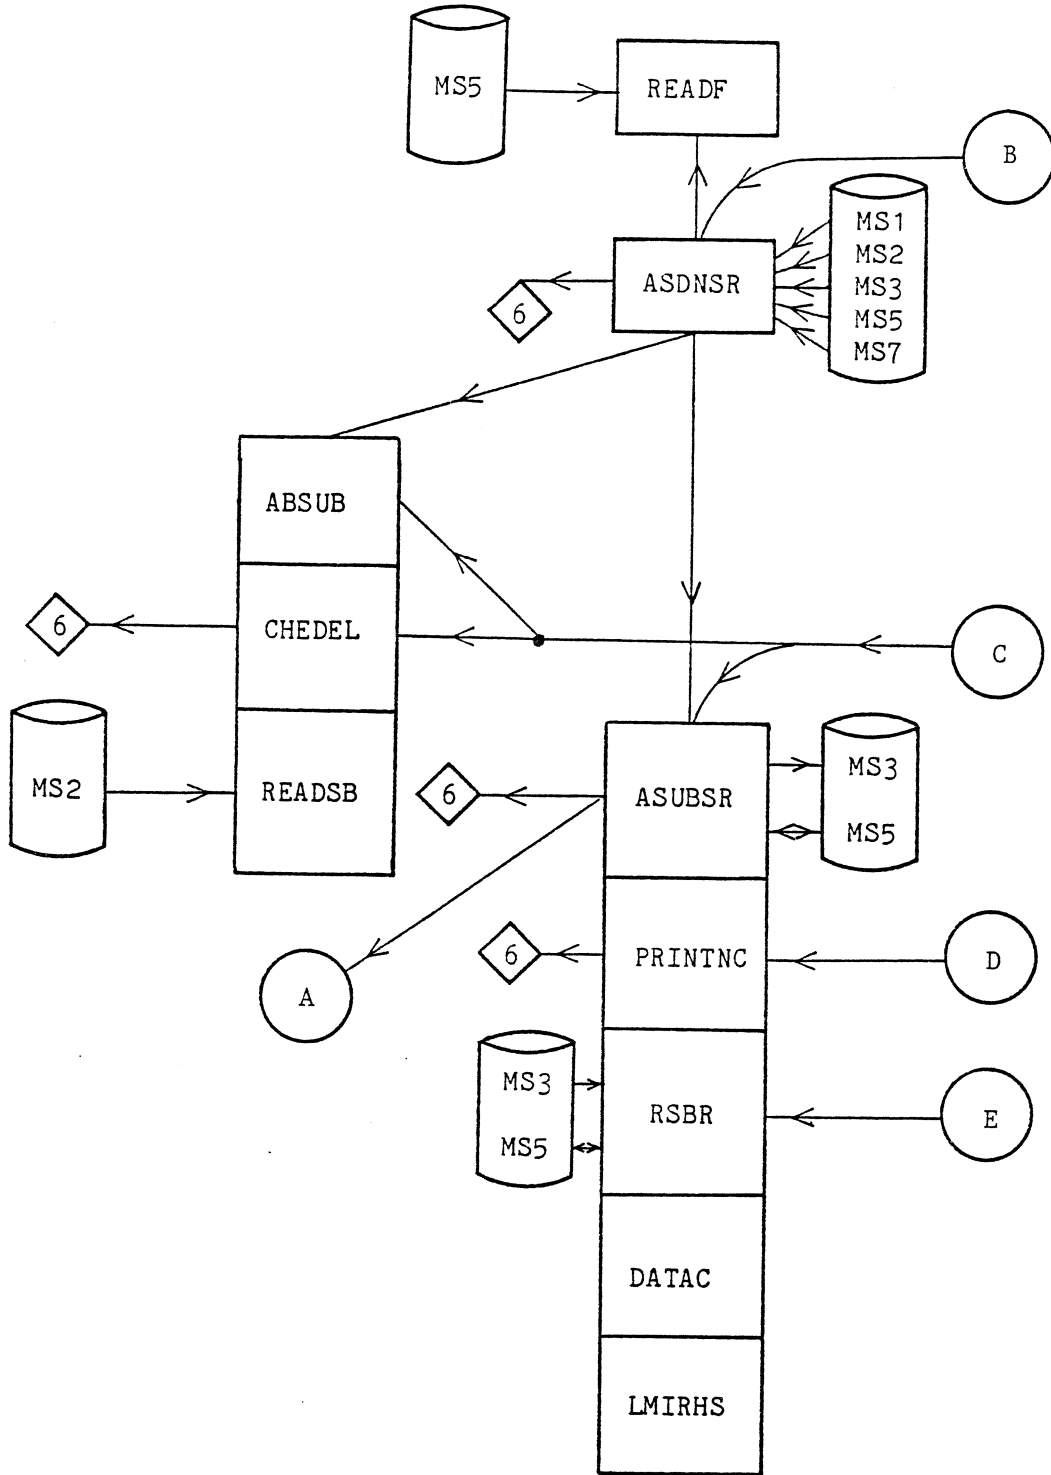 MS5
READF
B
MS1
MS2
ASDNSR
MS3
6
MS5
MS7
ABSUB
6
CHEDEL
C
MS2
READSB
6
ASUBSR
MS3
MS5
6
PRINTNC
D
A
MS3
MS5
RSBR
E
DATAC
LMIRHS